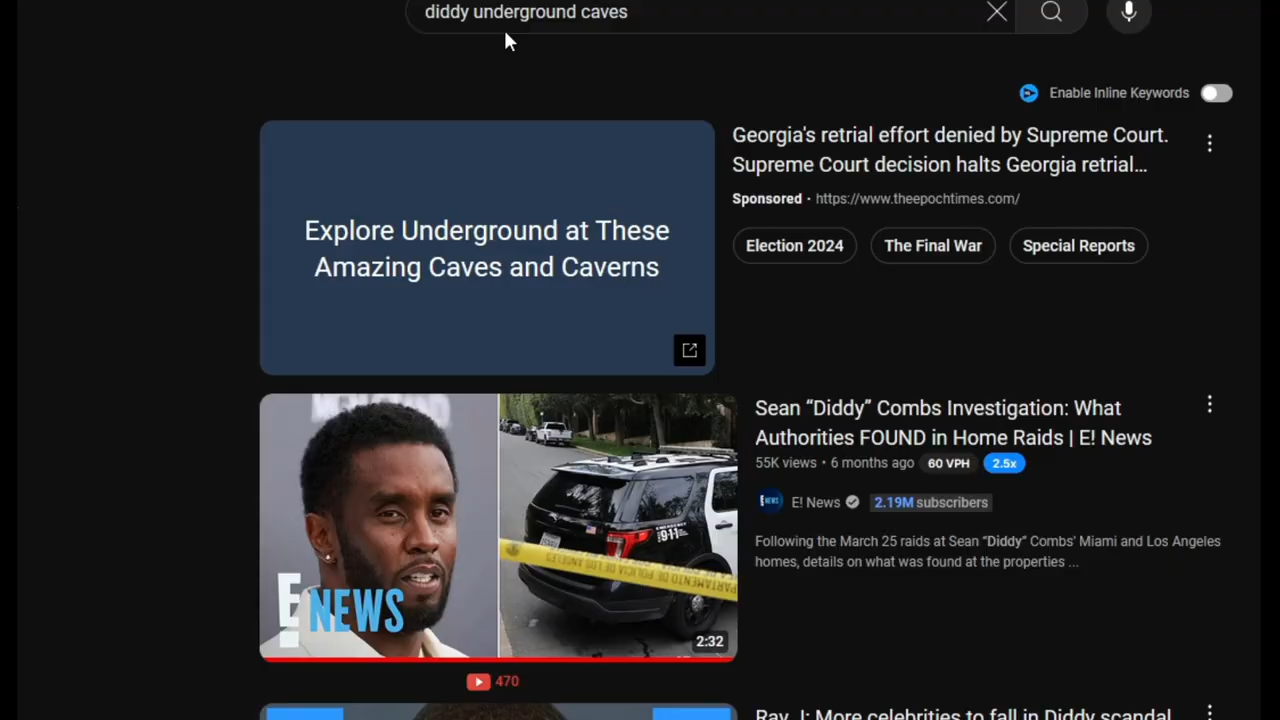 diddy underground caves
Enable Inline Keywords
Explore Underground at These
Amazing Caves and Caverns
Georgia's retrial effort denied by Supreme Court.
Supreme Court decision halts Georgia retrial…
Sponsored · https://www.theepochtimes.com/
Election 2024
The Final War
Special Reports
E!
NEWS
2:32
470
Sean “Diddy” Combs Investigation: What
Authorities FOUND in Home Raids | E! News
55K views • 6 months ago 60 VPH 2.5x
E! News 2.19M subscribers
Following the March 25 raids at Sean “Diddy” Combs' Miami and Los Angeles
homes, details on what was found at the properties ...
Ray J: More celebrities to fall in Diddy scandal